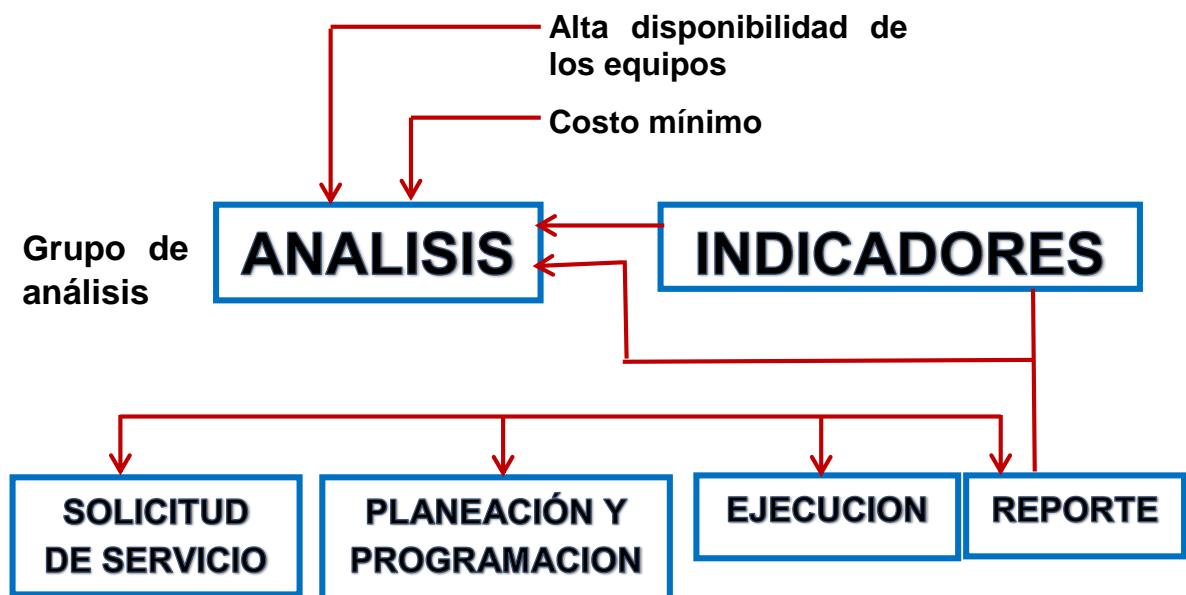 Alta disponibilidad de
los equipos
Costo mínimo
Grupo de
análisis
ANALISIS
INDICADORES
SOLICITUD
DE SERVICIO
PLANEACIÓN Y
PROGRAMACION
EJECUCION
REPORTE